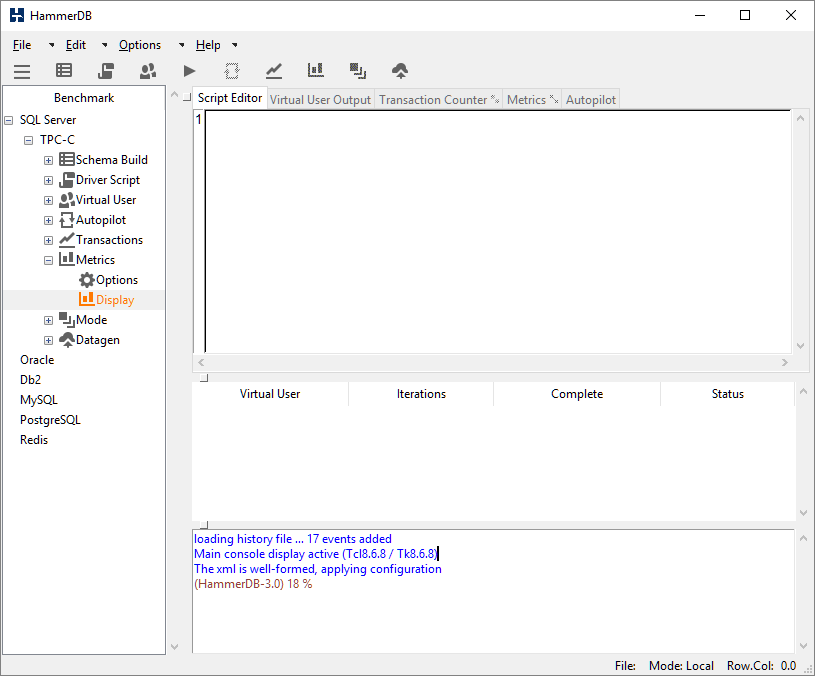 HammerDB
File Edit Options Help
Benchmark
SQL Server
TPC-C
Schema Build
Driver Script
Virtual User
Autopilot
Transactions
Metrics
Options
Display
Mode
Datagen
Oracle
Db2
MySQL
PostgreSQL
Redis
Script Editor Virtual User Output Transaction Counter Metrics Autopilot
1
Virtual User Iterations Complete Status
loading history file ... 17 events added
Main console display active (Tcl8.6.8 / Tk8.6.8)
The xml is well-formed, applying configuration
(HammerDB-3.0) 18 %
File: Mode: Local Row.Col: 0.0